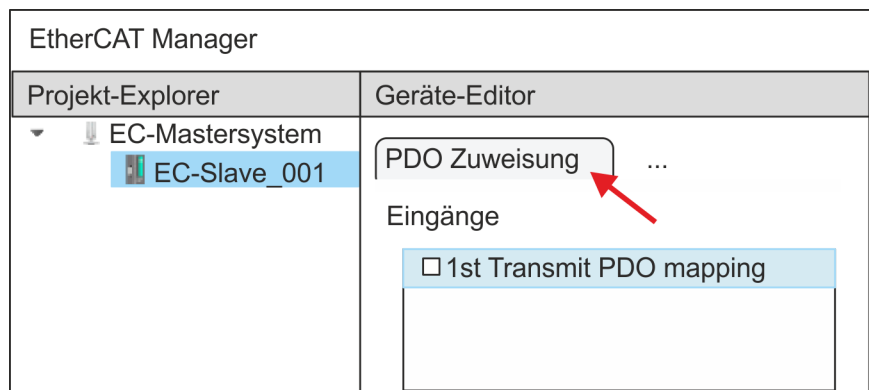 EtherCAT Manager
Projekt-Explorer
Geräte-Editor
EC-Mastersystem
EC-Slave_001
PDO Zuweisung ...
Eingänge
1st Transmit PDO mapping